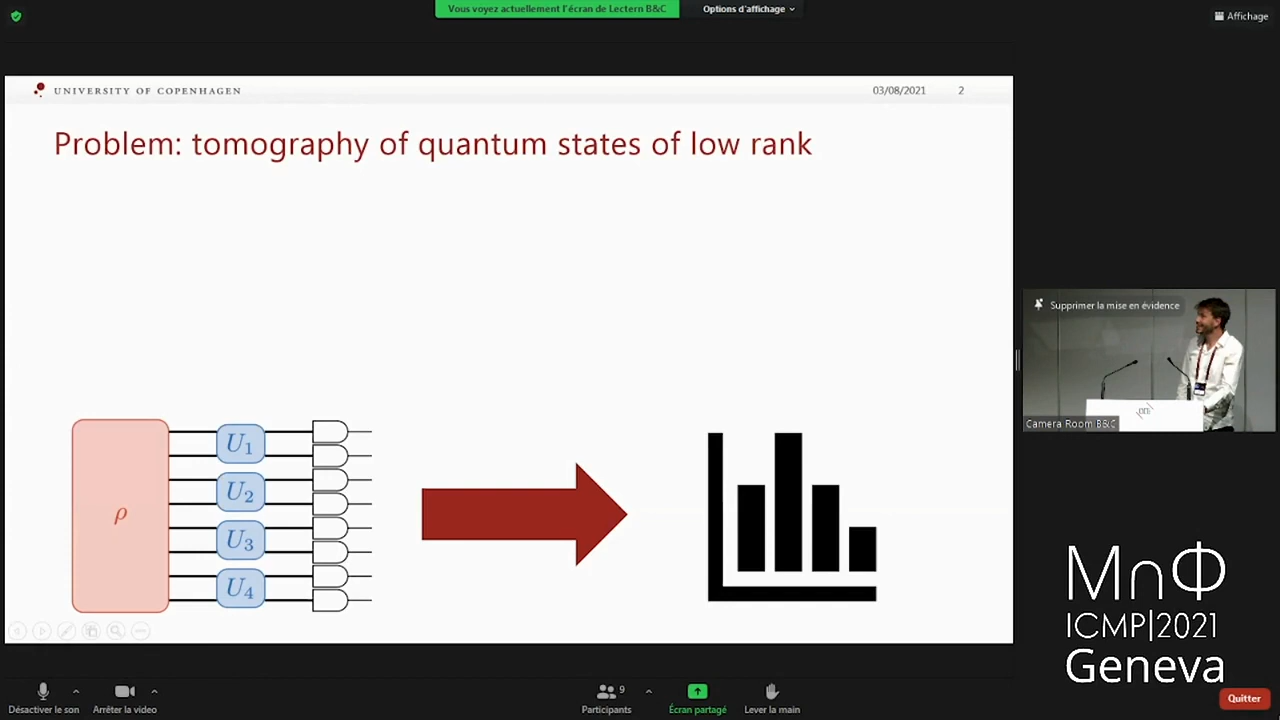 Vous voyez actuellement l'écran de Lectern B&C
Options d'affichage
Affichage
UNIVERSITY OF COPENHAGEN
03/08/2021
2
Problem: tomography of quantum states of low rank
Supprimer la mise en évidence
Camera Room B&C
ρ
U₁
U₂
U₃
U₄
M∩Φ
ICMP|2021
Geneva
Désactiver le son
Arrêter la video
Participants
9
Écran partagé
Lever la main
Quitter